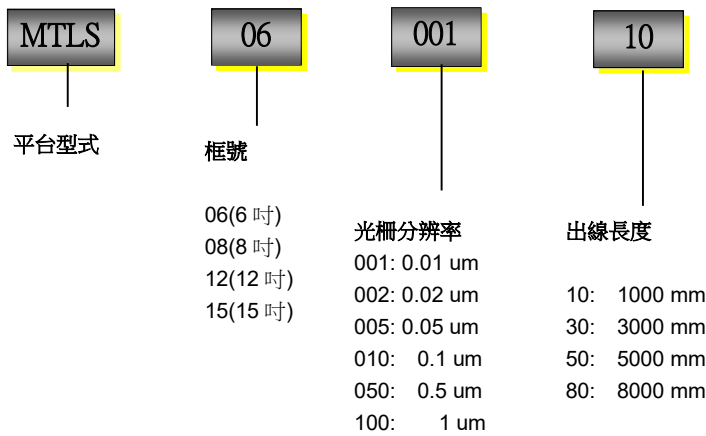 MTLS 06 001 10
平台型式
框號
06(6 吋)
08(8 吋)
12(12 吋)
15(15 吋)
光柵分辨率
001: 0.01 um
002: 0.02 um
005: 0.05 um
010: 0.1 um
050: 0.5 um
100: 1 um
出線長度
10: 1000 mm
30: 3000 mm
50: 5000 mm
80: 8000 mm